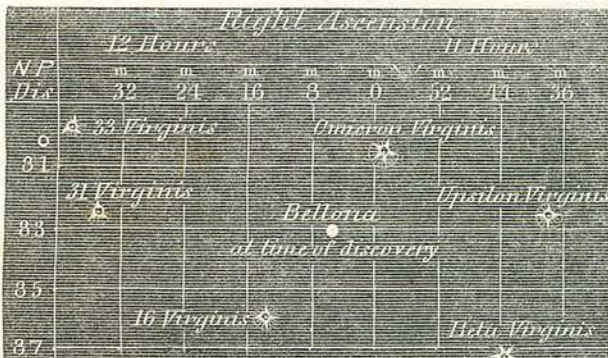 Right Ascension
12 Hours 11 Hours
N.P. m m m m m m m m
Dis 32 24 16 8 0 52 44 36
33 Virginis Omicron Virginis
81
31 Virginis Upsilon Virginis
Bellona
83
at time of discovery
85
16 Virginis
Beta Virginis
87